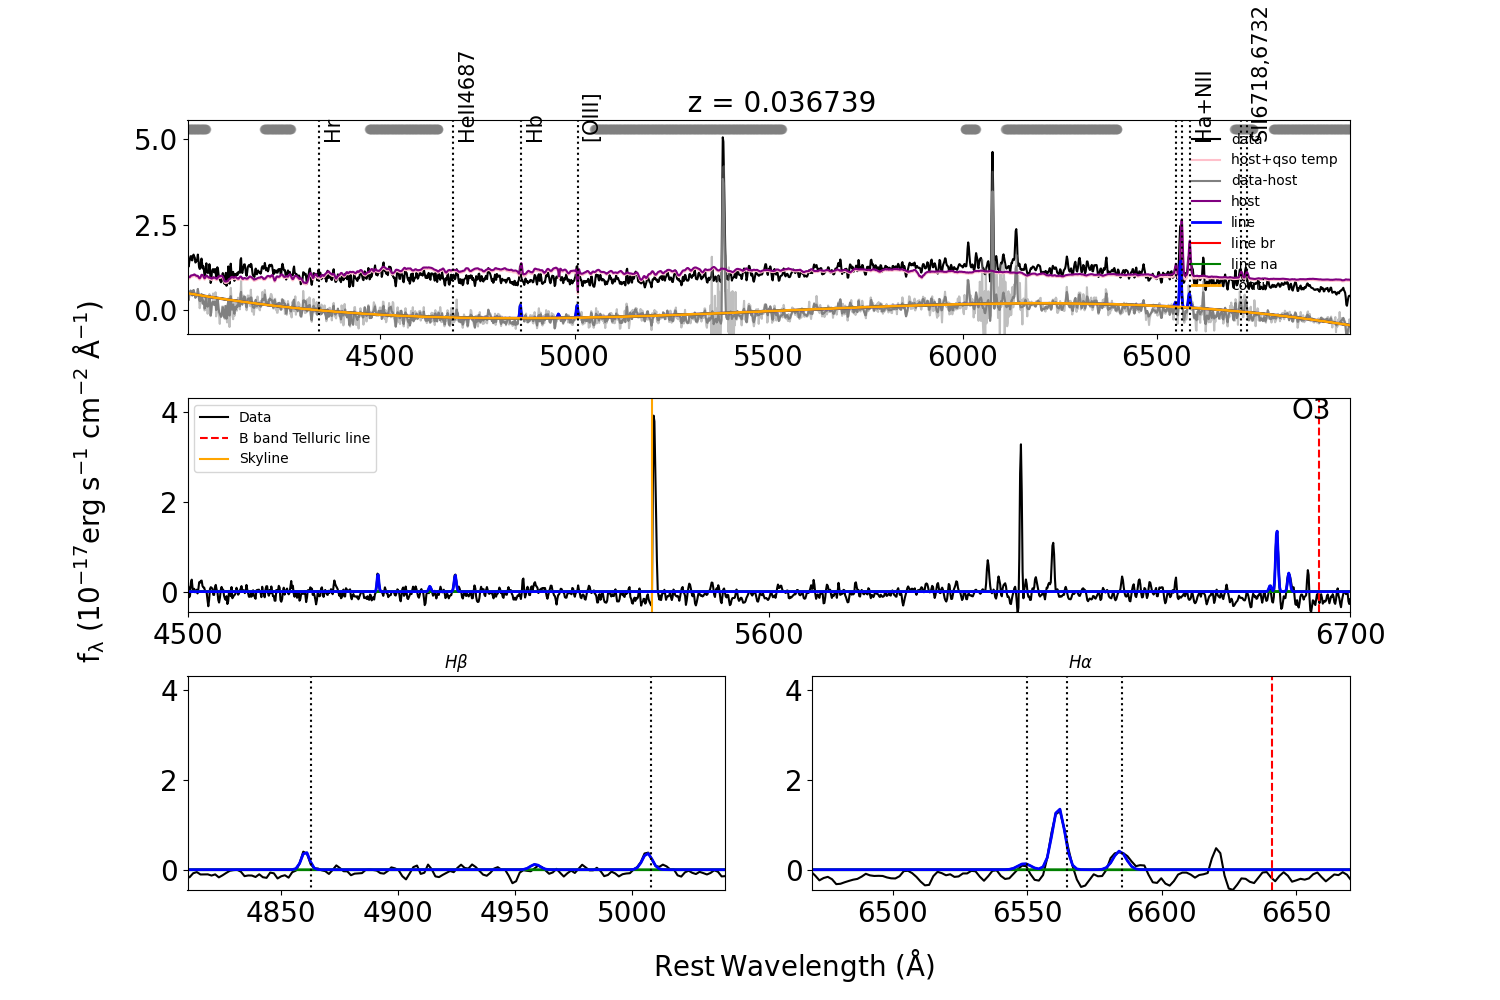 z = 0.036739
Hr
HeII4687
Hb
[OIII]
Ha+NII
SII6718,6732
5.0
2.5
0.0
data
host+qso temp
data-host
host
line
line br
line na
4500 5000 5500 6000 6500
fλ (10⁻¹⁷erg s⁻¹ cm⁻² Å⁻¹)
4
2
0
Data
B band Telluric line
Skyline
O3
4500 5600 6700
Hβ
4
2
0
4850 4900 4950 5000
Hα
4
2
0
6500 6550 6600 6650
Rest Wavelength (Å)